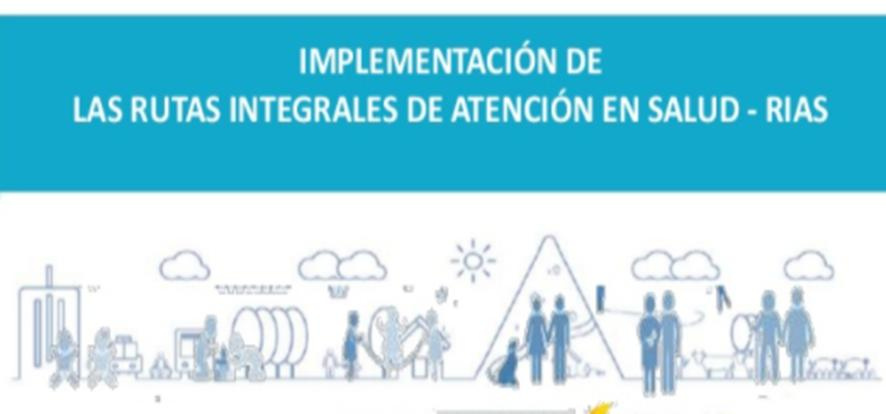 IMPLEMENTACIÓN DE
LAS RUTAS INTEGRALES DE ATENCIÓN EN SALUD - RIAS